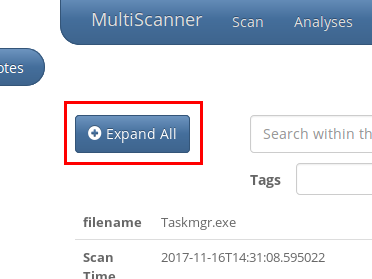 MultiScanner Scan Analyses
otes
Expand All
Search within th
Tags
filename Taskmgr.exe
Scan 2017-11-16T14:31:08.595022
Time